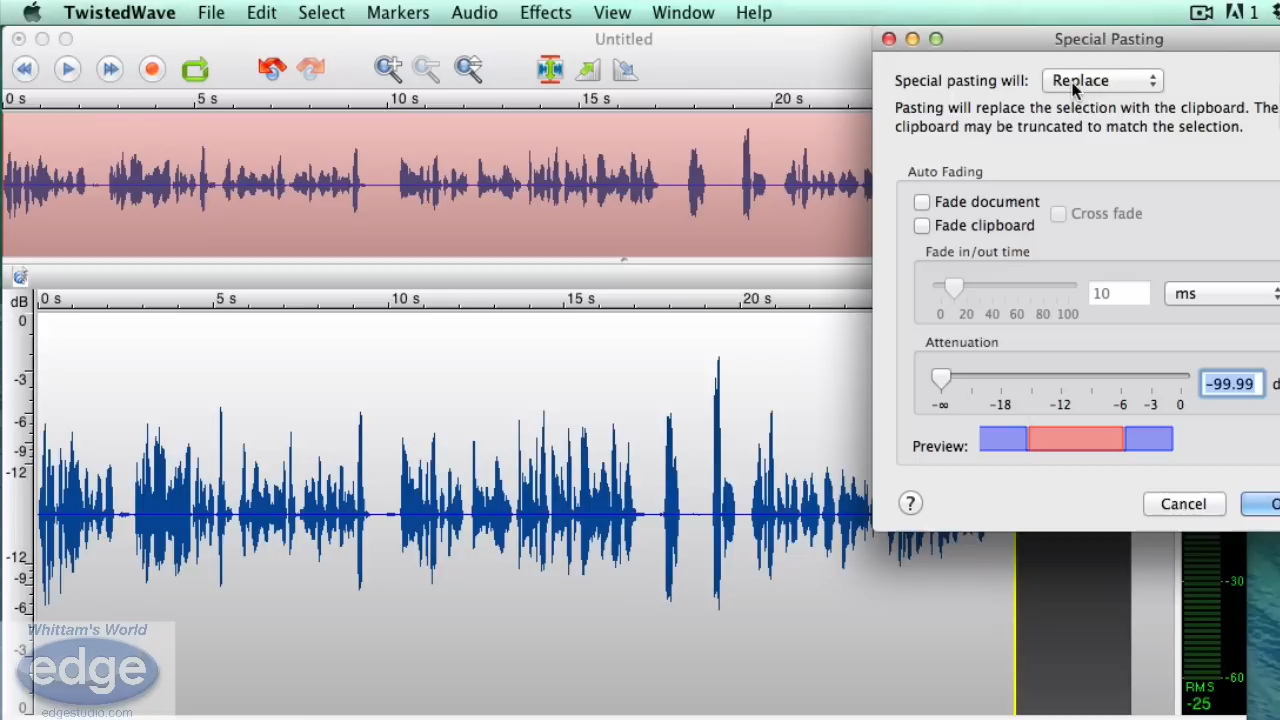 TwistedWave File Edit Select Markers Audio Effects View Window Help 1
Untitled
Special Pasting
0 s 5 s 10 s 15 s 20 s
Special pasting will: Replace
Pasting will replace the selection with the clipboard. The
clipboard may be truncated to match the selection.
Auto Fading
Fade document
Fade clipboard
Cross fade
Fade in/out time
10 ms
0 20 40 60 80 100
Attenuation
-99.99 d
-∞ -18 -12 -6 -3 0
Preview:
? Cancel O
dB 0 s 5 s 10 s 15 s 20 s
0
-3
-6
-9
-12
-12
-9
-6
-3
0
-30
-60
RMS
-25
Whittam's World
edge
edgestudio.com